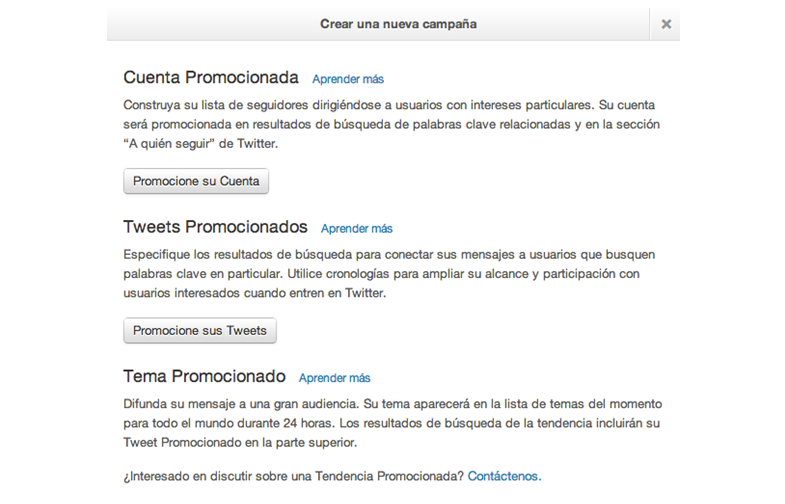 Crear una nueva campaña
Cuenta Promocionada Aprender más
Construya su lista de seguidores dirigiéndose a usuarios con intereses particulares. Su cuenta
será promocionada en resultados de búsqueda de palabras clave relacionadas y en la sección
“A quién seguir” de Twitter.
Promocione su Cuenta
Tweets Promocionados Aprender más
Especifique los resultados de búsqueda para conectar sus mensajes a usuarios que busquen
palabras clave en particular. Utilice cronologías para ampliar su alcance y participación con
usuarios interesados cuando entren en Twitter.
Promocione sus Tweets
Tema Promocionado Aprender más
Difunda su mensaje a una gran audiencia. Su tema aparecerá en la lista de temas del momento
para todo el mundo durante 24 horas. Los resultados de búsqueda de la tendencia incluirán su
Tweet Promocionado en la parte superior.
¿Interesado en discutir sobre una Tendencia Promocionada? Contáctenos.